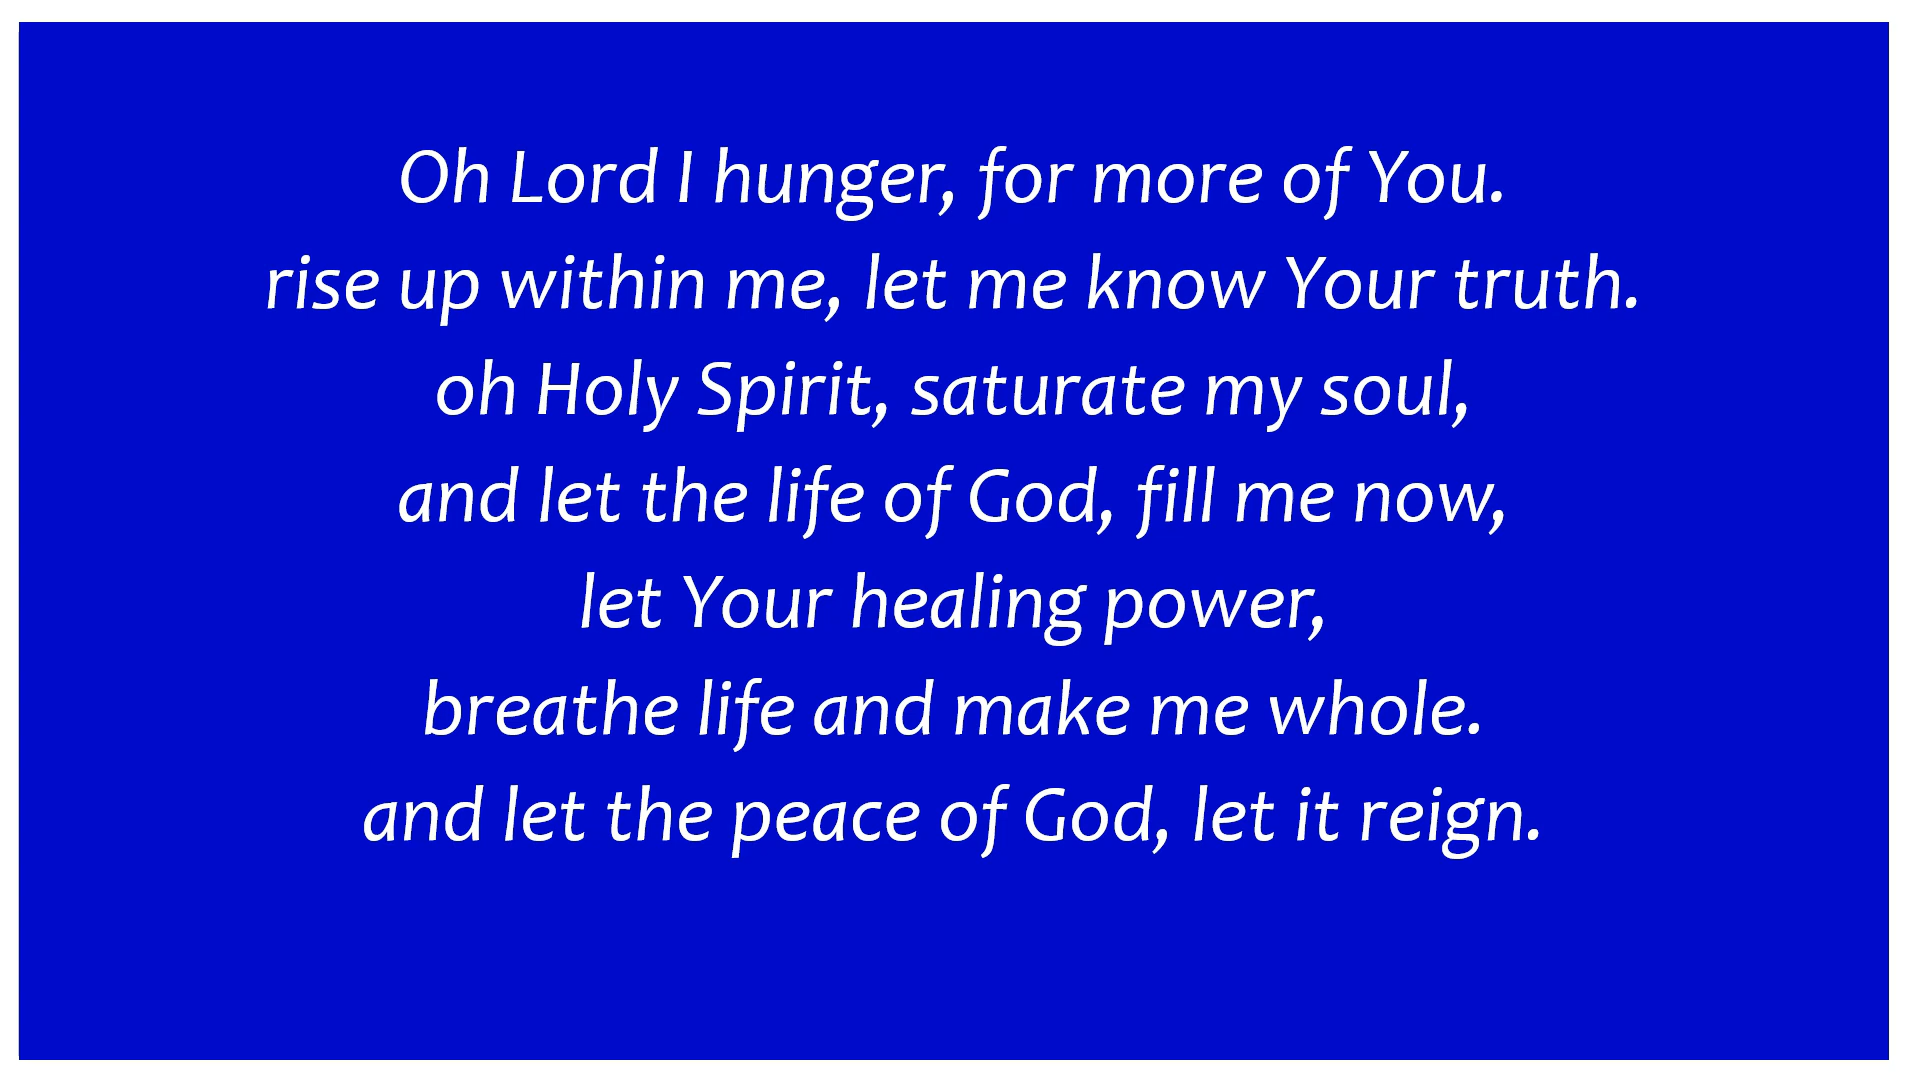 Oh Lord I hunger, for more of You.
rise up within me, let me know Your truth.
oh Holy Spirit, saturate my soul,
and let the life of God, fill me now,
let Your healing power,
breathe life and make me whole.
and let the peace of God, let it reign.